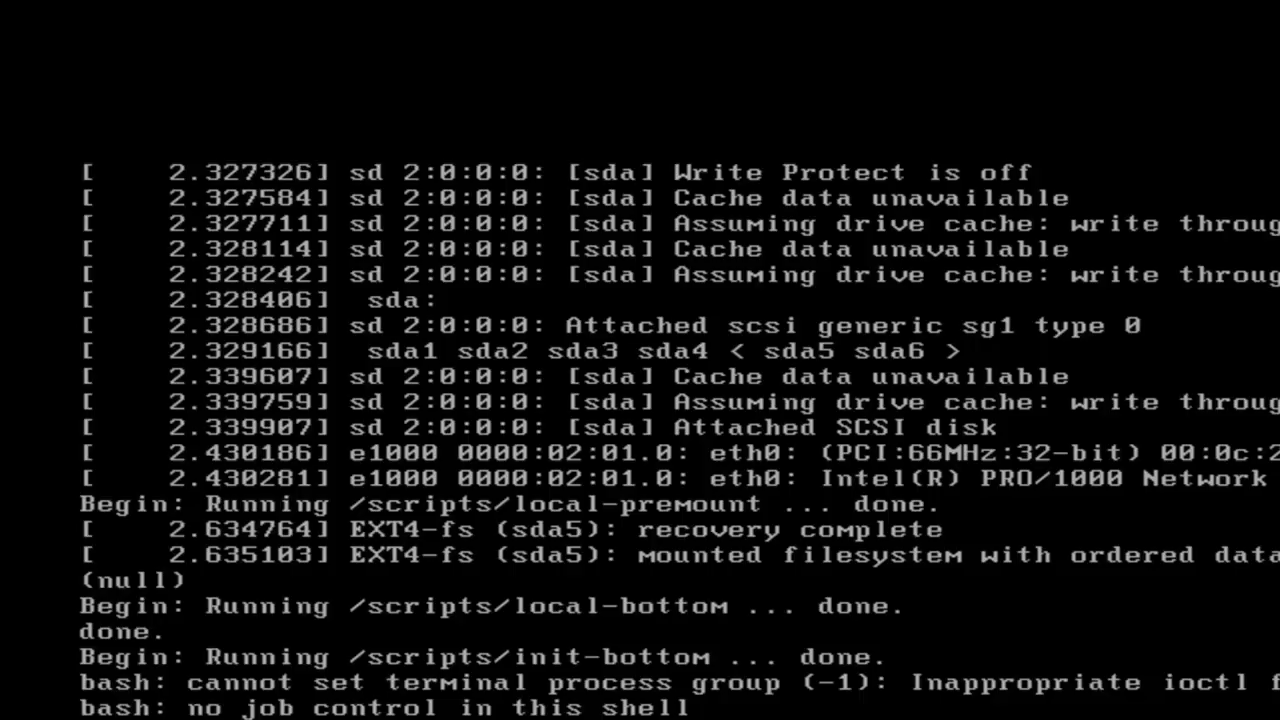 [    2.327326] sd 2:0:0:0: [sda] Write Protect is off
[    2.327584] sd 2:0:0:0: [sda] Cache data unavailable
[    2.327711] sd 2:0:0:0: [sda] Assuming drive cache: write throug
[    2.328114] sd 2:0:0:0: [sda] Cache data unavailable
[    2.328242] sd 2:0:0:0: [sda] Assuming drive cache: write throug
[    2.328406]  sda:
[    2.328686] sd 2:0:0:0: Attached scsi generic sg1 type 0
[    2.329166]  sda1 sda2 sda3 sda4 < sda5 sda6 >
[    2.339607] sd 2:0:0:0: [sda] Cache data unavailable
[    2.339759] sd 2:0:0:0: [sda] Assuming drive cache: write throug
[    2.339907] sd 2:0:0:0: [sda] Attached SCSI disk
[    2.430186] e1000 0000:02:01.0: eth0: (PCI:66MHz:32-bit) 00:0c:2
[    2.430281] e1000 0000:02:01.0: eth0: Intel(R) PRO/1000 Network
Begin: Running /scripts/local-premount ... done.
[    2.634764] EXT4-fs (sda5): recovery complete
[    2.635103] EXT4-fs (sda5): mounted filesystem with ordered data
(null)
Begin: Running /scripts/local-bottom ... done.
done.
Begin: Running /scripts/init-bottom ... done.
bash: cannot set terminal process group (-1): Inappropriate ioctl f
bash: no job control in this shell